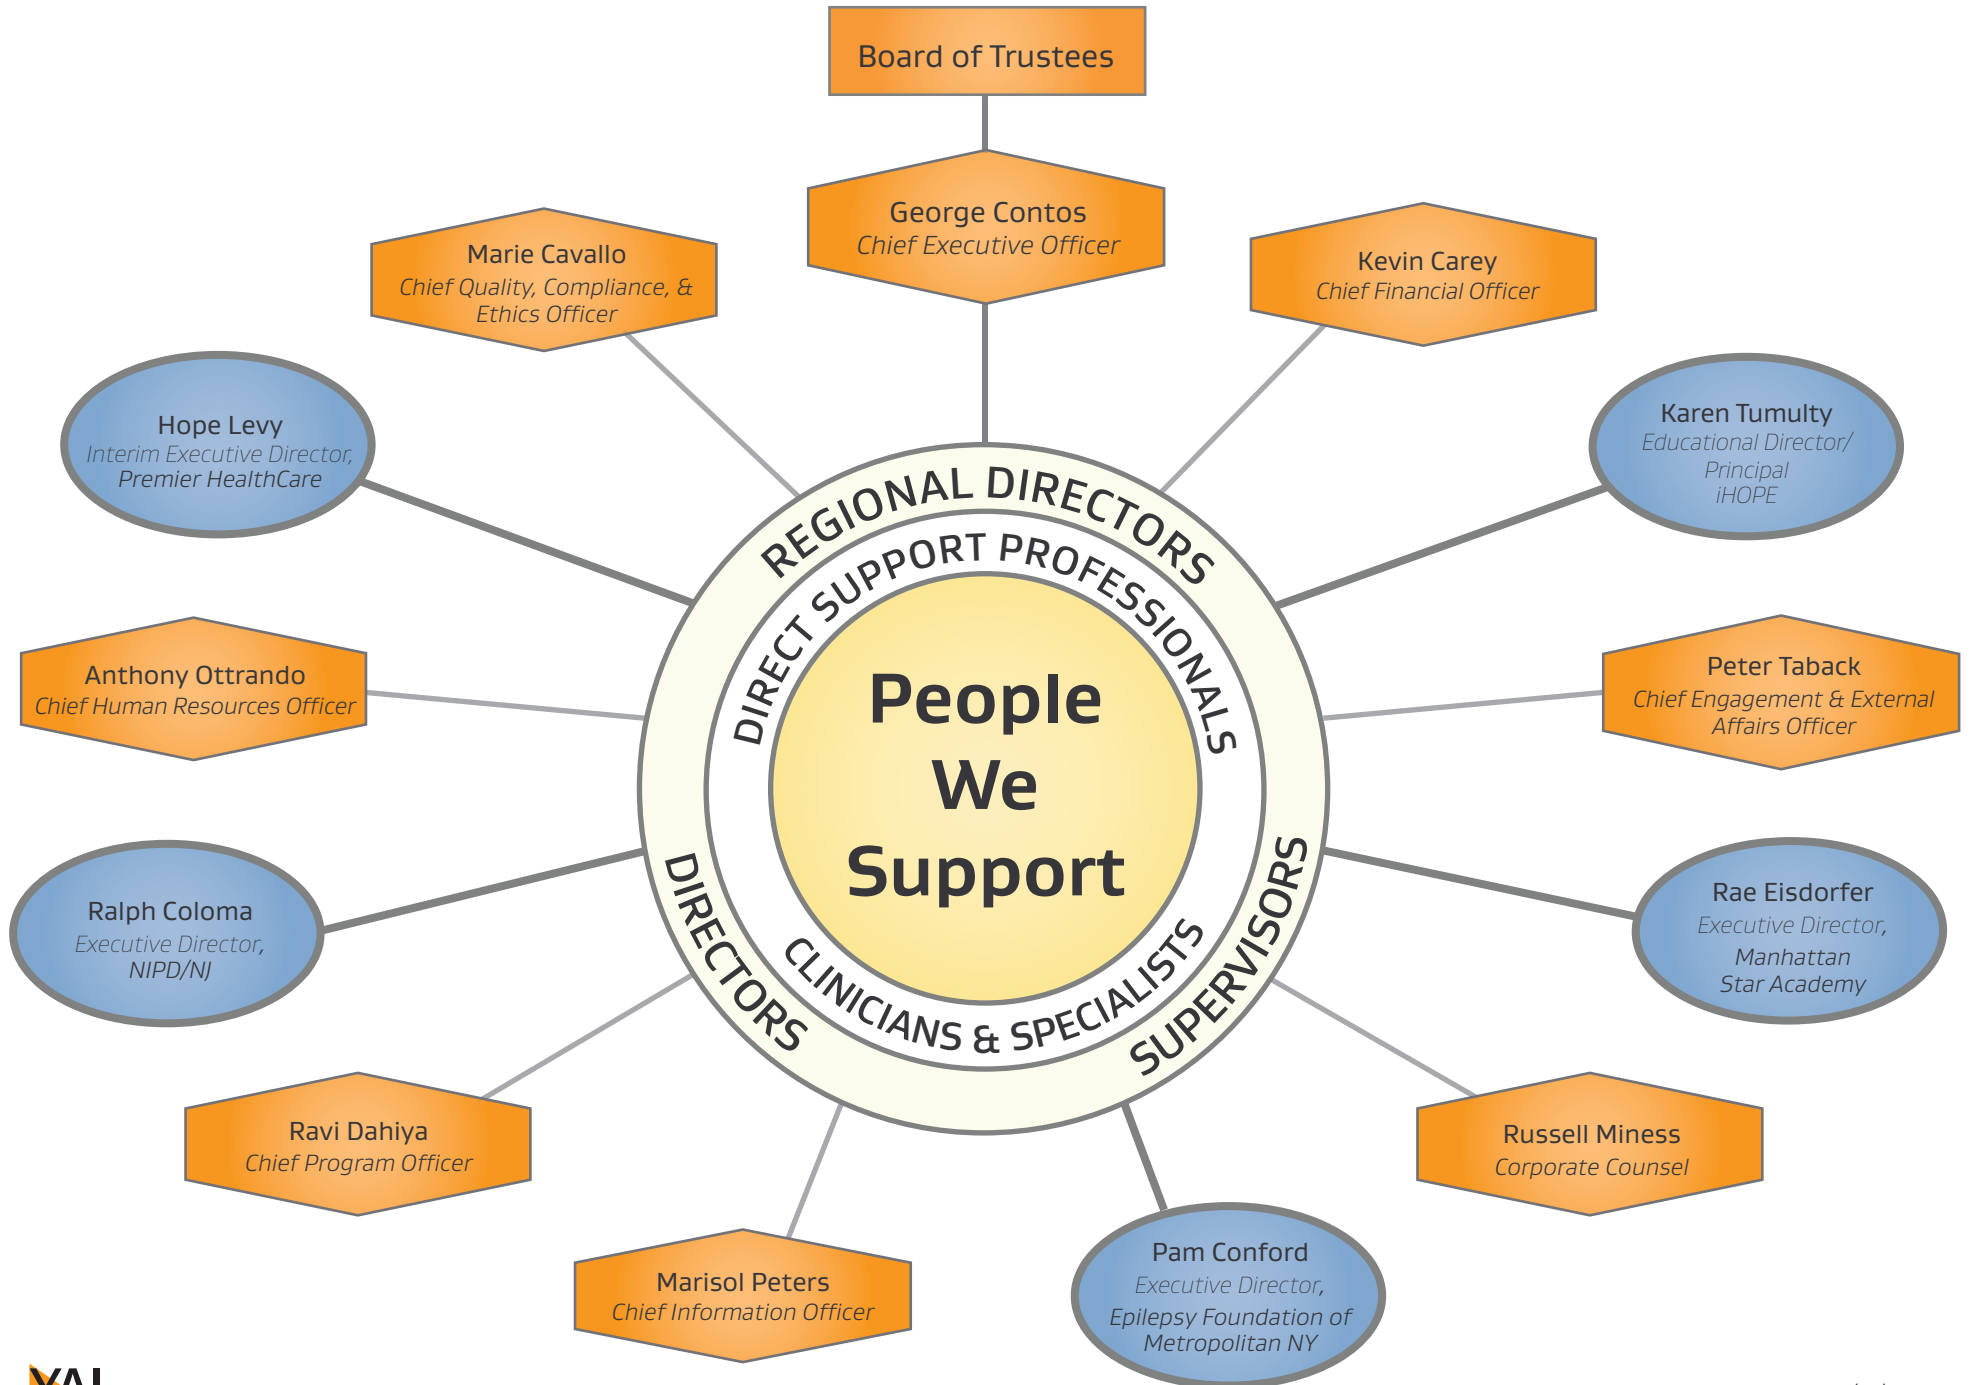 Board of Trustees
George Contos
Chief Executive Officer
Marie Cavallo
Chief Quality, Compliance, &
Ethics Officer
Kevin Carey
Chief Financial Officer
Hope Levy
Interim Executive Director,
Premier HealthCare
Karen Tumulty
Educational Director/
Principal
iHOPE
REGIONAL DIRECTORS
DIRECT SUPPORT PROFESSIONALS
People
We
Support
CLINICIANS & SPECIALISTS
DIRECTORS
SUPERVISORS
Anthony Ottrando
Chief Human Resources Officer
Peter Taback
Chief Engagement & External
Affairs Officer
Ralph Coloma
Executive Director,
NIPD/NJ
Rae Eisdorfer
Executive Director,
Manhattan
Star Academy
Ravi Dahiya
Chief Program Officer
Russell Miness
Corporate Counsel
Marisol Peters
Chief Information Officer
Pam Conford
Executive Director,
Epilepsy Foundation of
Metropolitan NY
YAI